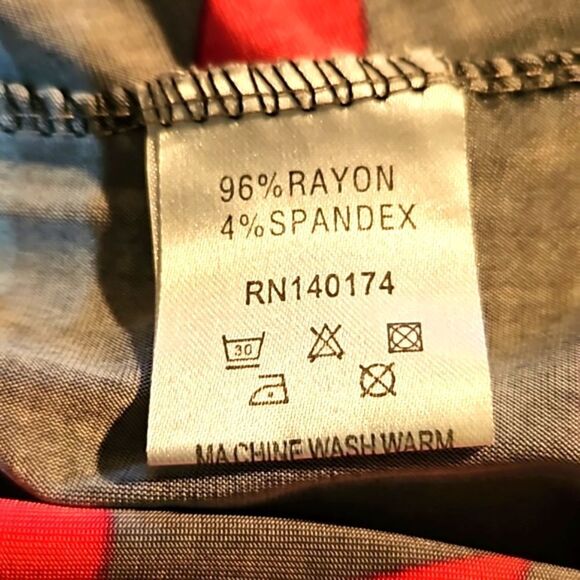 96%RAYON
4%SPANDEX
RN140174
30
MACHINE WASH WARM